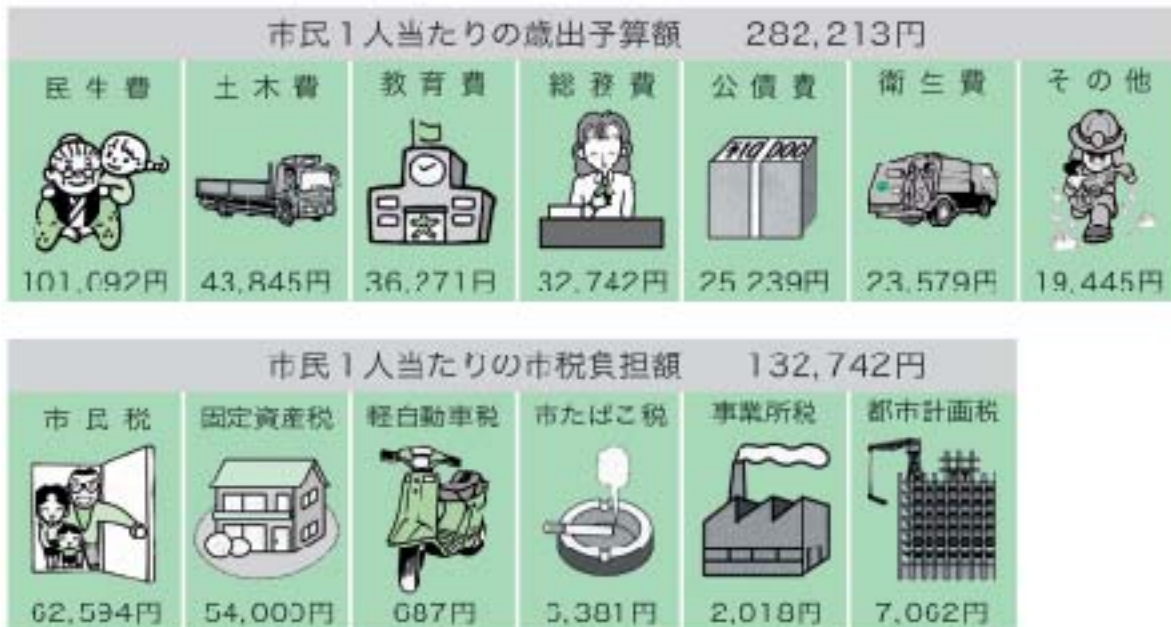 市民1人当たりの歳出予算額 282,213円
民生費 土木費 教育費 総務費 公債費 衛生費 その他
101,092円 43,845円 36,271円 32,742円 25,239円 23,579円 19,445円
市民1人当たりの市税負担額 132,742円
市民税 固定資産税 軽自動車税 市たばこ税 事業所税 都市計画税
62,594円 54,000円 687円 6,381円 2,018円 7,062円